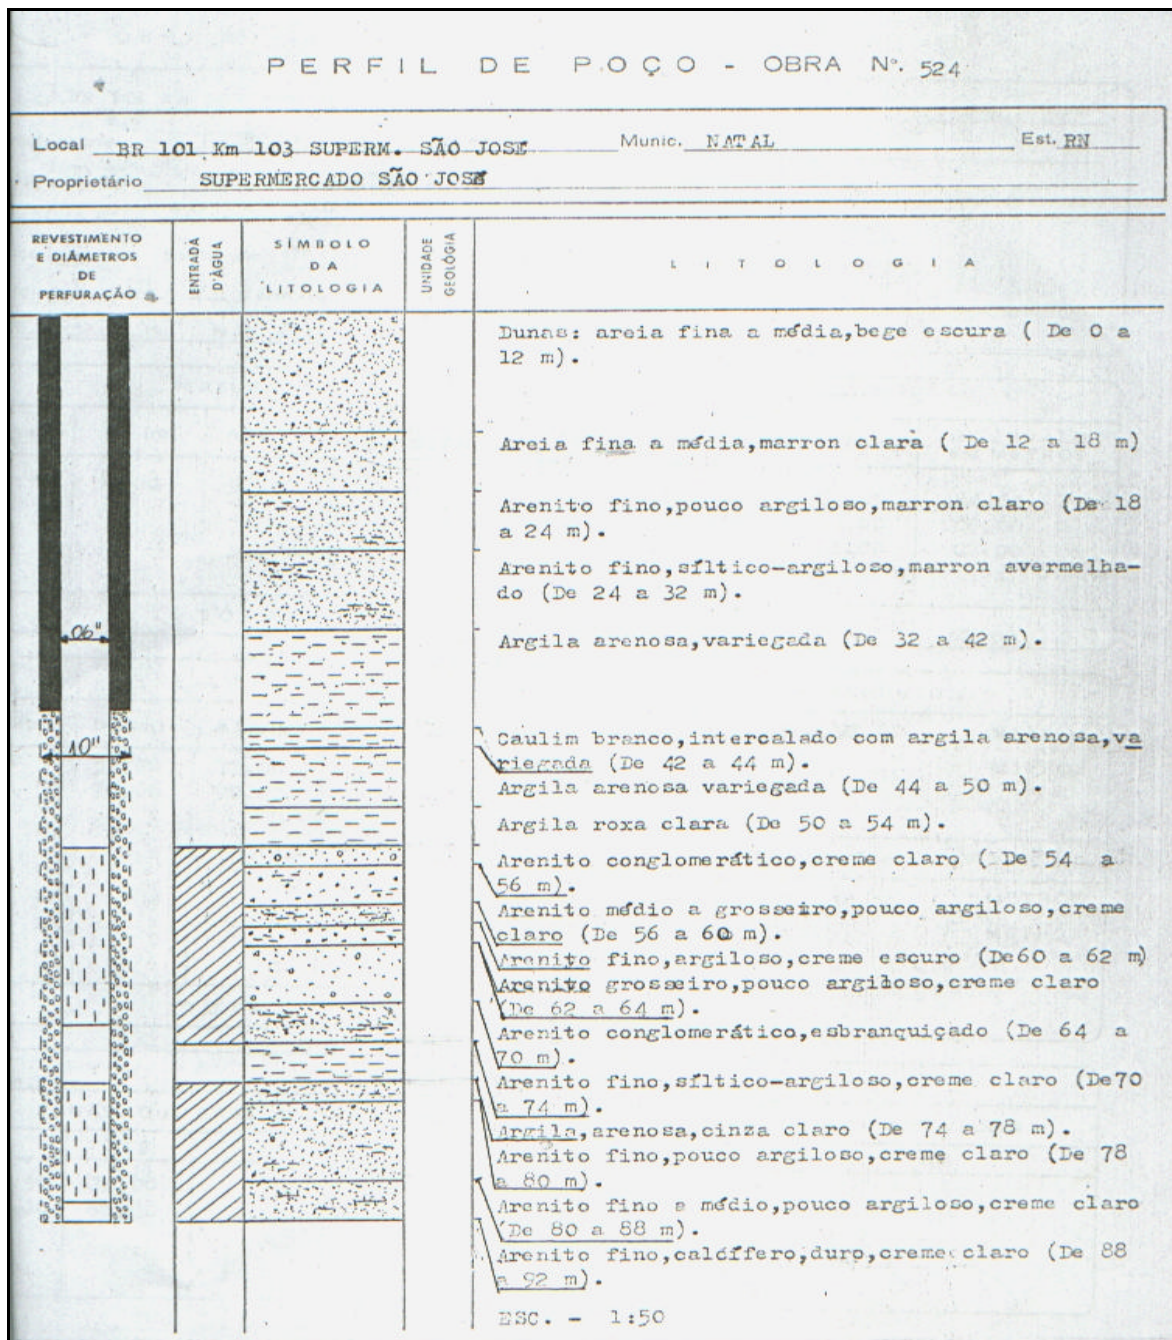 PERFIL DE POÇO - OBRA Nº. 524
Local BR 101 Km 103 SUPERM. SÃO JOSE Munic. NATAL Est. RN
Proprietário SUPERMERCADO SÃO JOSE
REVESTIMENTO
E DIÂMETROS
DE
PERFURAÇÃO
ENTRADA
D'ÀGUA
SÍMBOLO
DA
LITOLOGIA
UNIDADE
GEOLÓGIA
LITOLOGIA
Dunas: areia fina a média,bege escura ( De 0 a
12 m).
Areia fina a média,marron clara ( De 12 a 18 m)
Arenito fino,pouco argiloso,marron claro (De 18
a 24 m).
Arenito fino,síltico-argiloso,marron avermelha-
do (De 24 a 32 m).
06"
Argila arenosa,variegada (De 32 a 42 m).
10"
Caulim branco,intercalado com argila arenosa,va
riegada (De 42 a 44 m).
Argila arenosa variegada (De 44 a 50 m).
Argila roxa clara (De 50 a 54 m).
Arenito conglomerático,creme claro ( De 54 a
56 m).
Arenito médio a grosseiro,pouco argiloso,creme
claro (De 56 a 60 m).
Arenito fino,argiloso,creme escuro (De60 a 62 m)
Arenito grosseiro,pouco argiloso,creme claro
(De 62 a 64 m).
Arenito conglomerático,esbranquiçado (De 64 a
70 m).
Arenito fino,síltico-argiloso,creme claro (De70
a 74 m).
Argila,arenosa,cinza claro (De 74 a 78 m).
Arenito fino,pouco argiloso,creme claro (De 78
a 80 m).
Arenito fino a médio,pouco argiloso,creme claro
(De 80 a 88 m).
Arenito fino,calcífero,duro,creme claro (De 88
a 92 m).
ESC. - 1:50